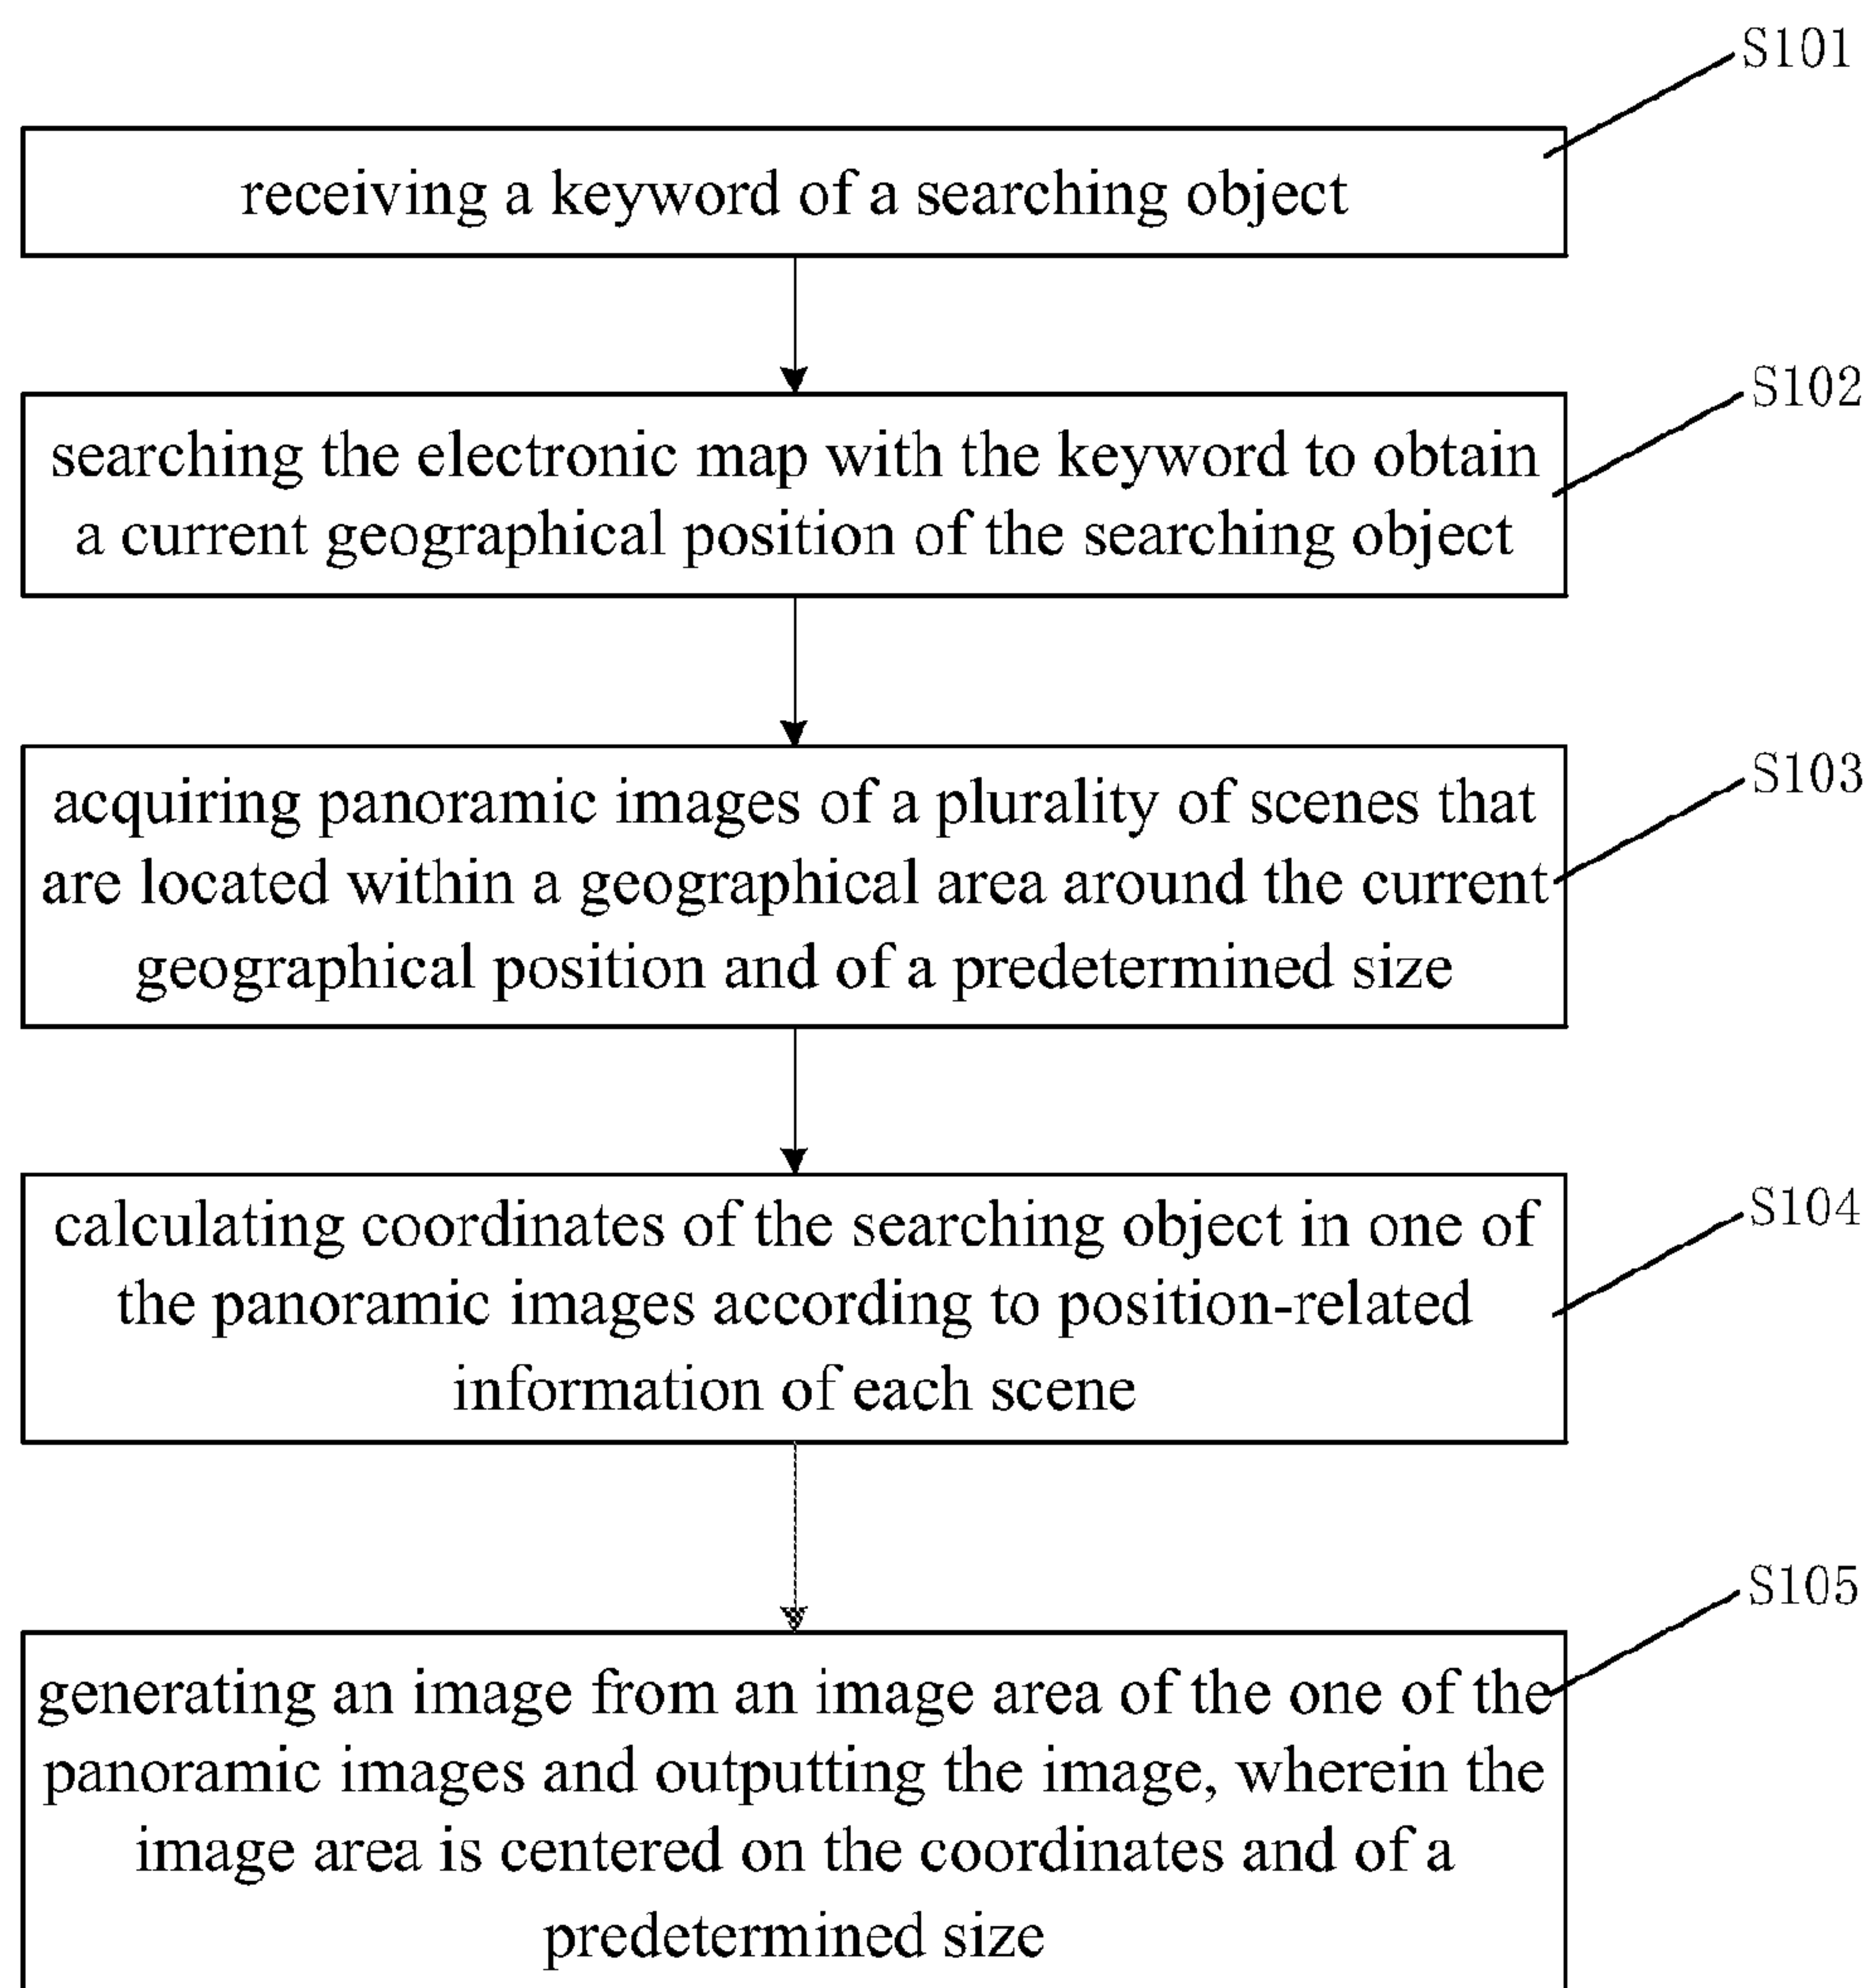 S101
receiving a keyword of a searching object
S102
searching the electronic map with the keyword to obtain
a current geographical position of the searching object
S103
acquiring panoramic images of a plurality of scenes that
are located within a geographical area around the current
geographical position and of a predetermined size
S104
calculating coordinates of the searching object in one of
the panoramic images according to position-related
information of each scene
S105
generating an image from an image area of the one of the
panoramic images and outputting the image, wherein the
image area is centered on the coordinates and of a
predetermined size